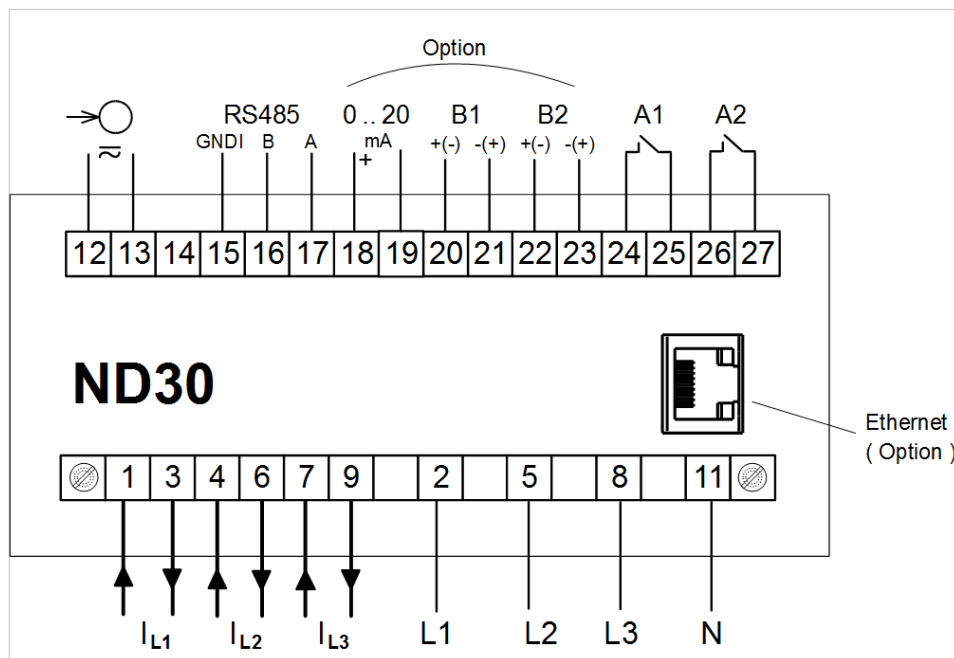 Option
RS485 0 .. 20 B1 B2 A1 A2
GNDI B A mA +(-) -(+) +(-) -(+)
+
12 13 14 15 16 17 18 19 20 21 22 23 24 25 26 27
ND30
Ethernet
( Option )
1 3 4 6 7 9 2 5 8 11
IL1 IL2 IL3 L1 L2 L3 N